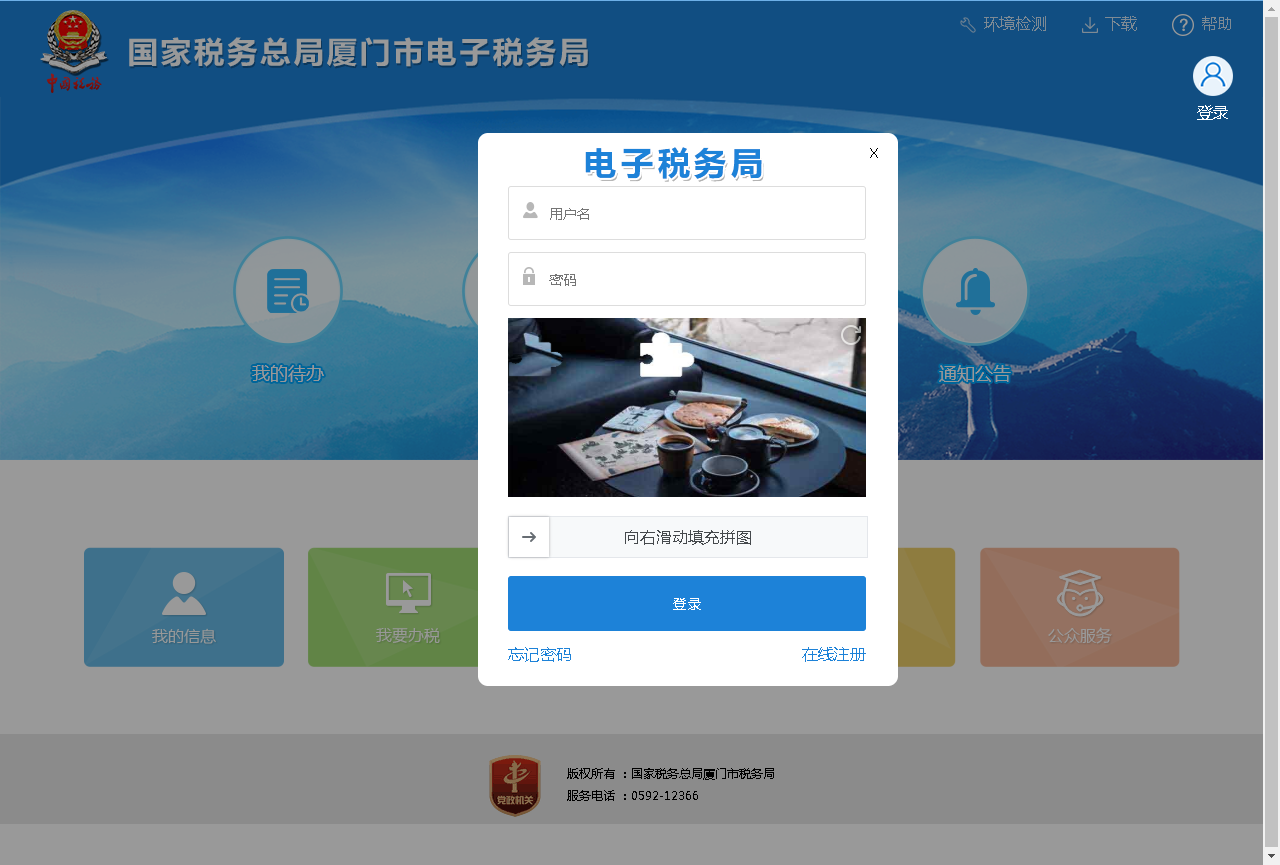 环境检测
下载
帮助
国家税务总局厦门市电子税务局
中国税务
登录
电子税务局
X
用户名
密码
我的待办
通知公告
向右滑动填充拼图
登录
我的信息
我要办税
公众服务
忘记密码
在线注册
党政机关
版权所有 ：国家税务总局厦门市税务局
服务电话 ：0592-12366